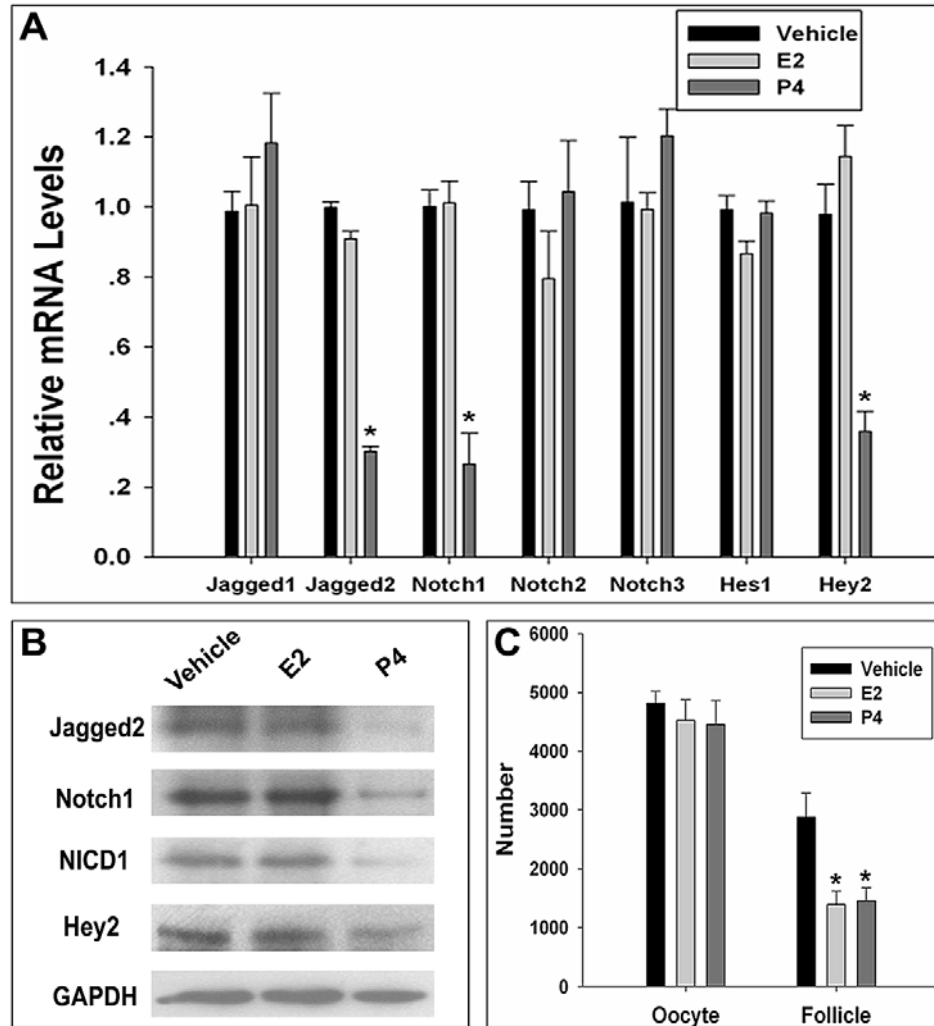 A
Vehicle
E2
P4
Relative mRNA Levels
1.4
1.2
1.0
.8
.6
.4
.2
0.0
*
*
*
Jagged1 Jagged2 Notch1 Notch2 Notch3 Hes1 Hey2
B
Vehicle E2 P4
Jagged2
Notch1
NICD1
Hey2
GAPDH
C
Vehicle
E2
P4
Number
6000
5000
4000
3000
2000
1000
0
* *
Oocyte Follicle